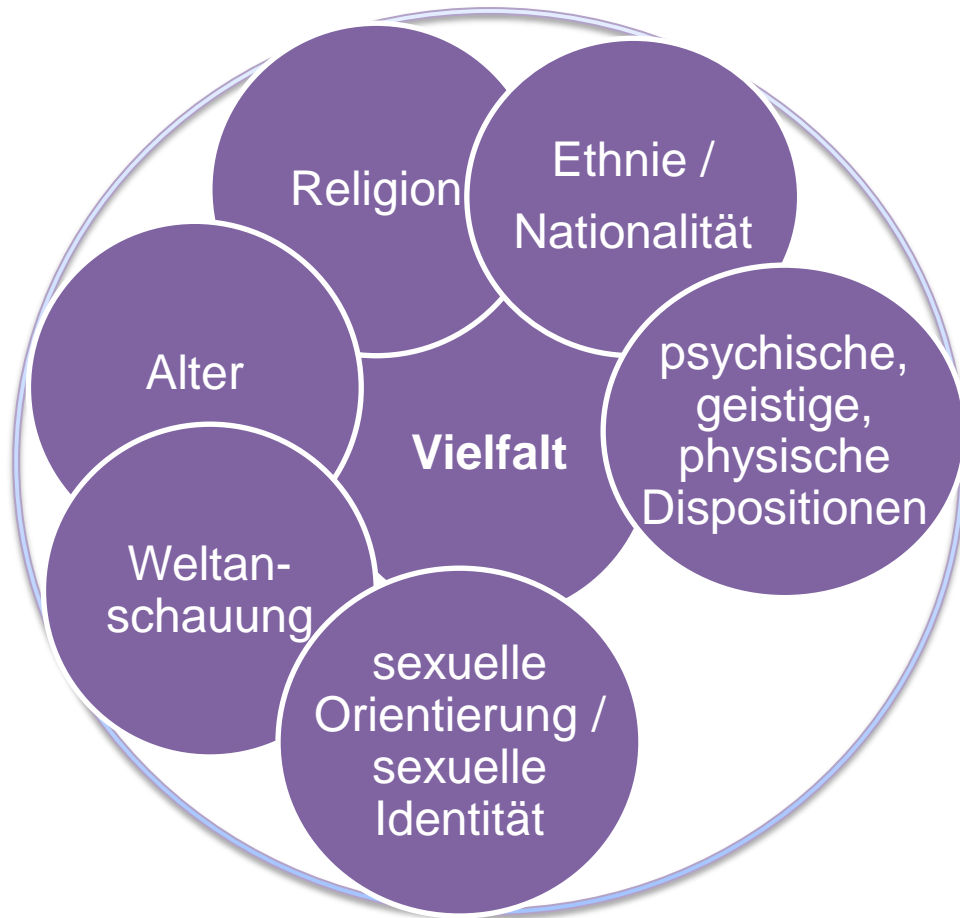 Religion
Ethnie /
Nationalität
Alter
psychische,
geistige,
physische
Dispositionen
Vielfalt
Weltan-
schauung
sexuelle
Orientierung /
sexuelle
Identität